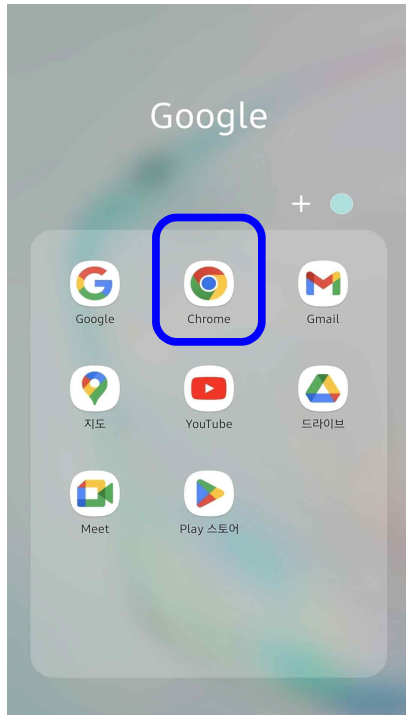 Google
Google Chrome Gmail
지도 YouTube 드라이브
Meet Play 스토어